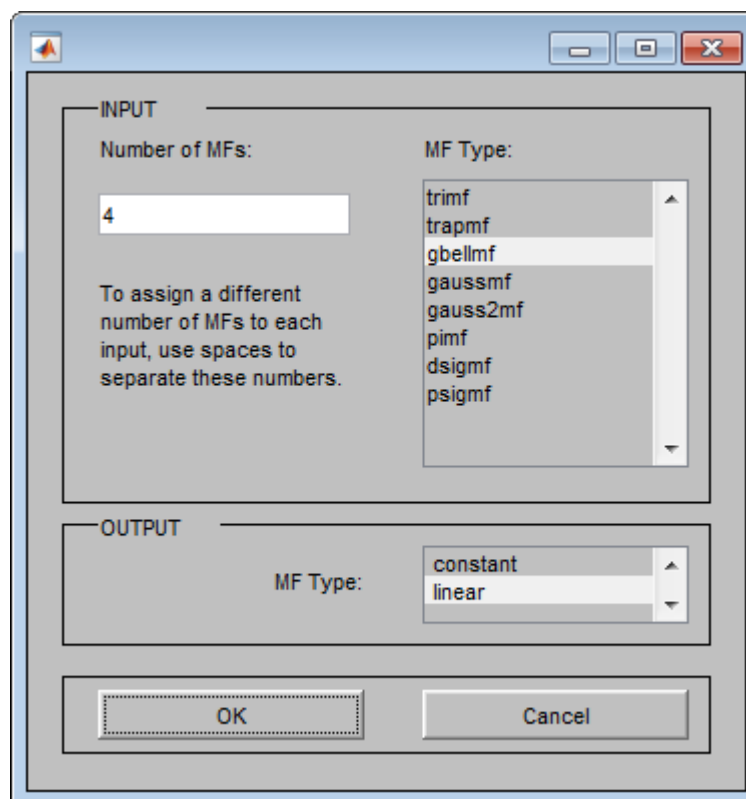 INPUT
Number of MFs:
4
To assign a different
number of MFs to each
input, use spaces to
separate these numbers.
MF Type:
trimf
trapmf
gbellmf
gaussmf
gauss2mf
pimf
dsigmf
psigmf
OUTPUT
MF Type:
constant
linear
OK
Cancel